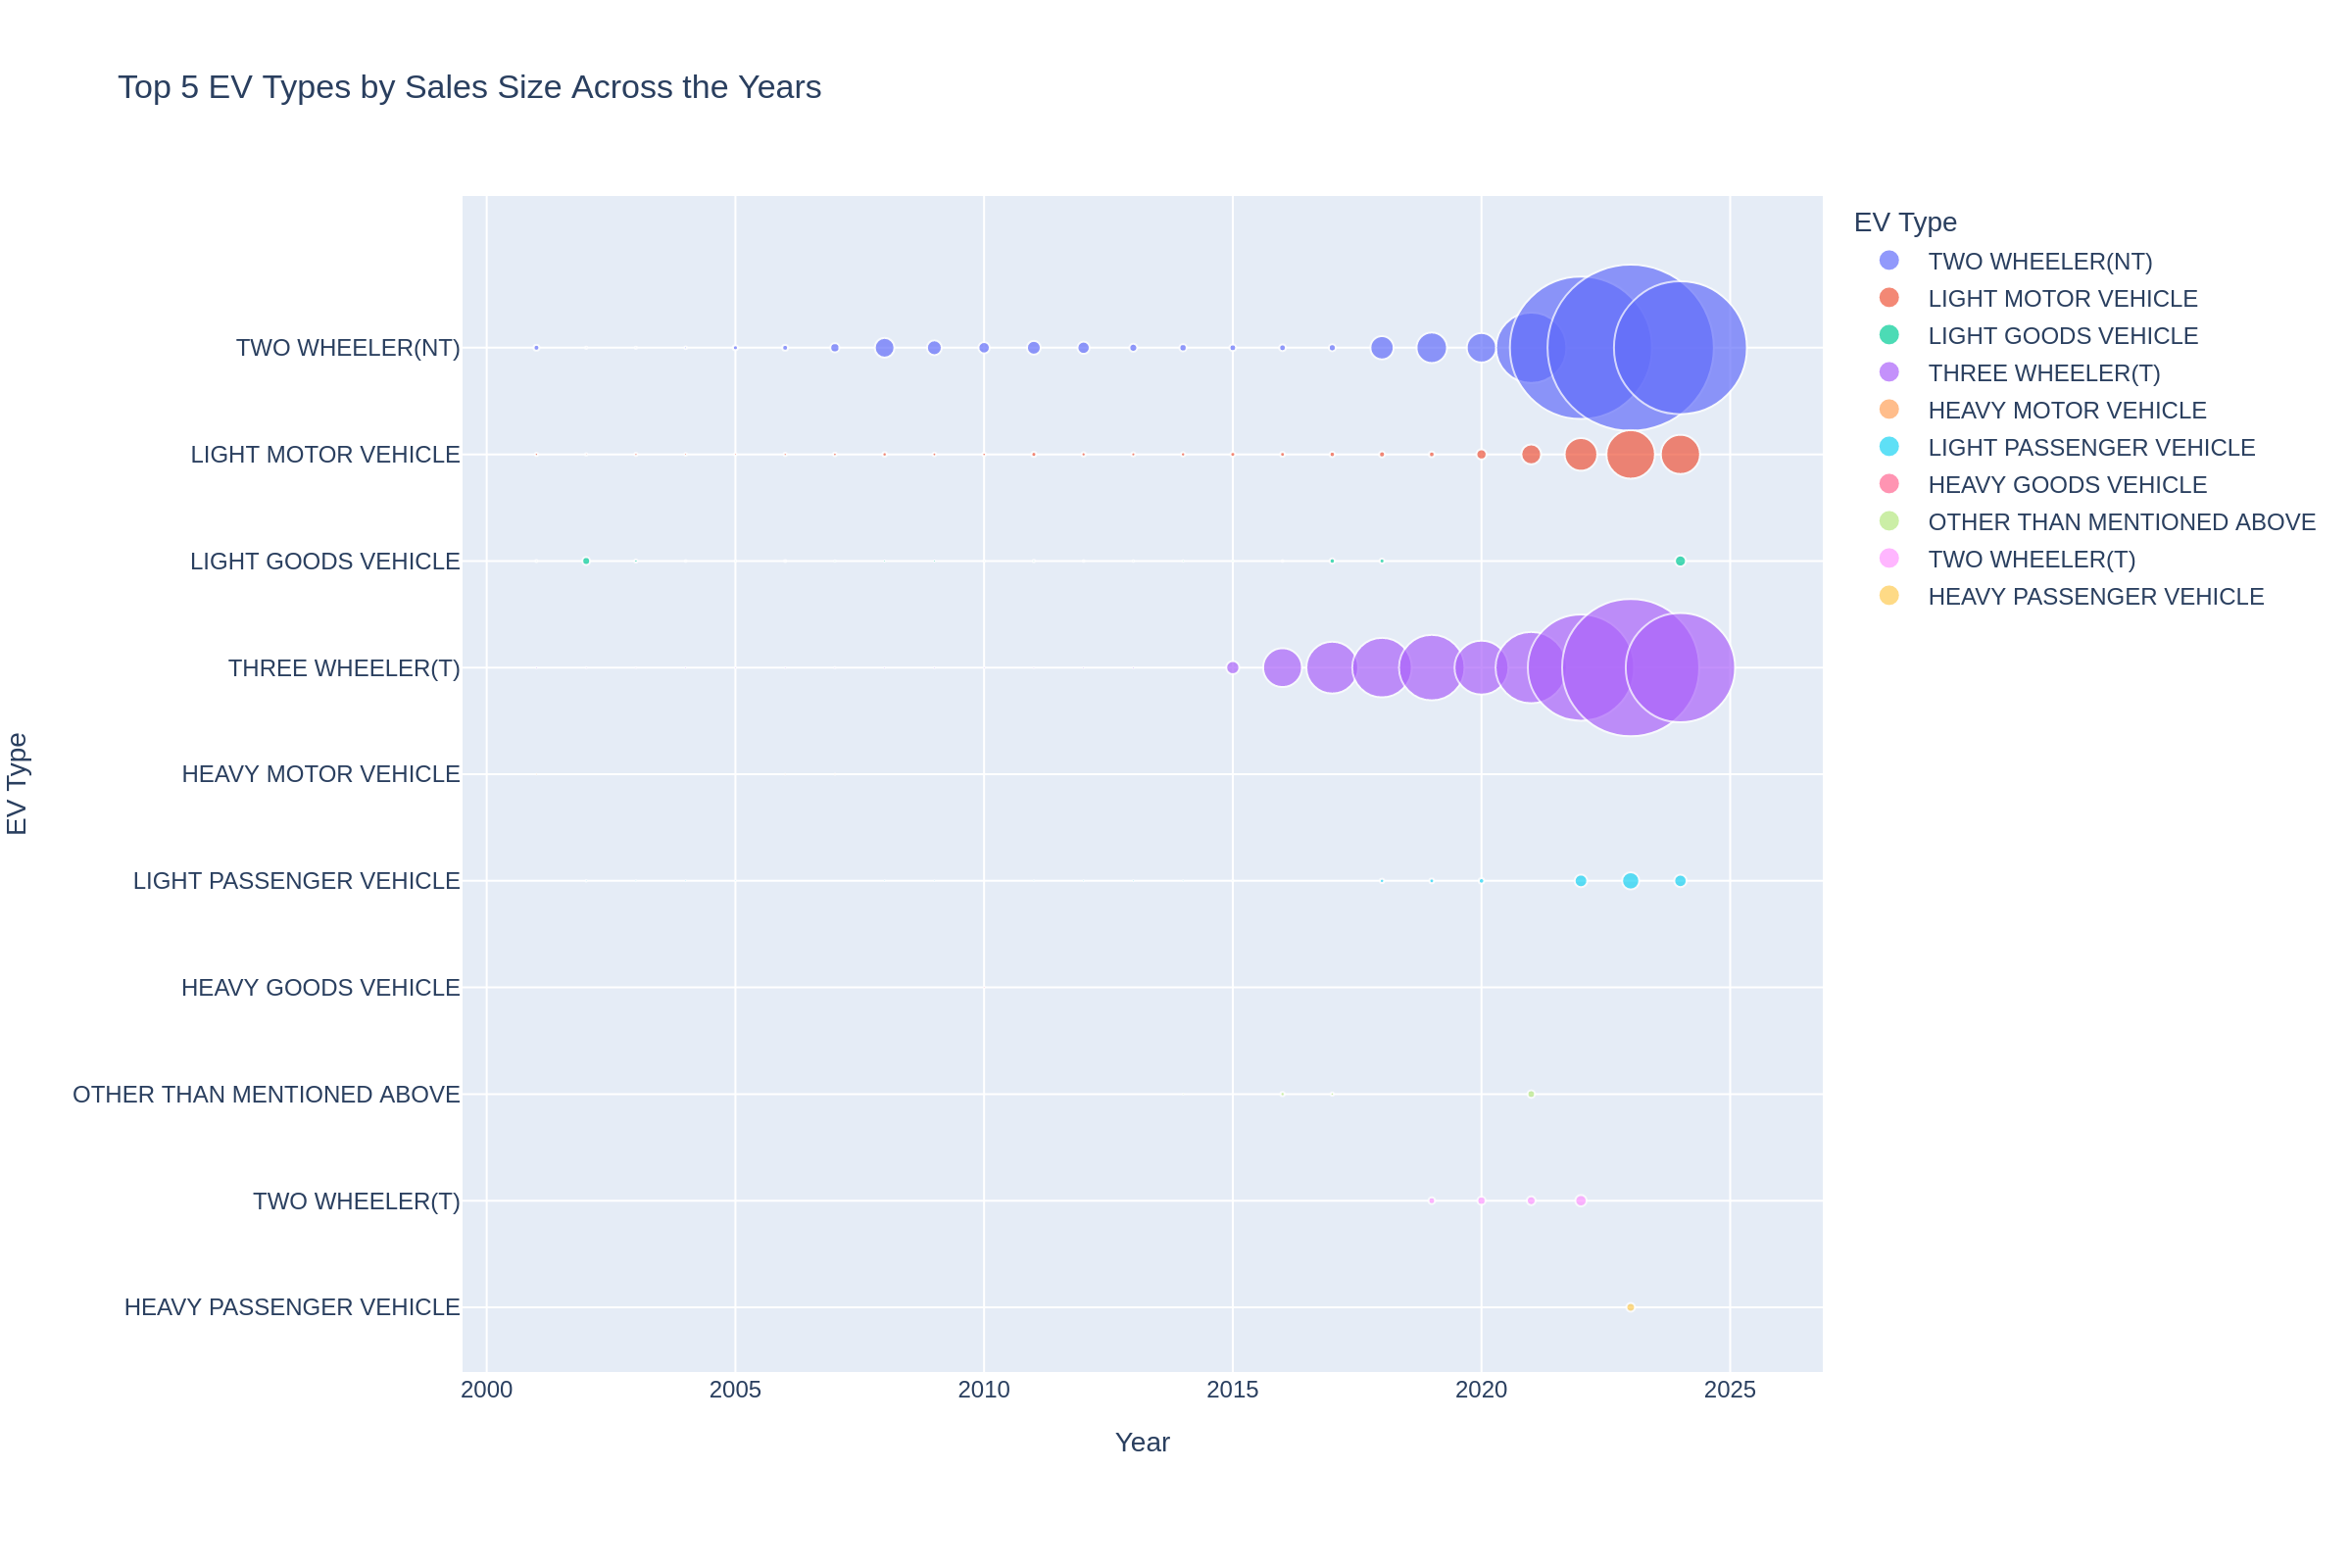 Top 5 EV Types by Sales Size Across the Years
EV Type
TWO WHEELER(NT)
LIGHT MOTOR VEHICLE
LIGHT GOODS VEHICLE
THREE WHEELER(T)
HEAVY MOTOR VEHICLE
LIGHT PASSENGER VEHICLE
HEAVY GOODS VEHICLE
OTHER THAN MENTIONED ABOVE
TWO WHEELER(T)
HEAVY PASSENGER VEHICLE
2000 2005 2010 2015 2020 2025
Year
EV Type
TWO WHEELER(NT)
LIGHT MOTOR VEHICLE
LIGHT GOODS VEHICLE
THREE WHEELER(T)
HEAVY MOTOR VEHICLE
LIGHT PASSENGER VEHICLE
HEAVY GOODS VEHICLE
OTHER THAN MENTIONED ABOVE
TWO WHEELER(T)
HEAVY PASSENGER VEHICLE